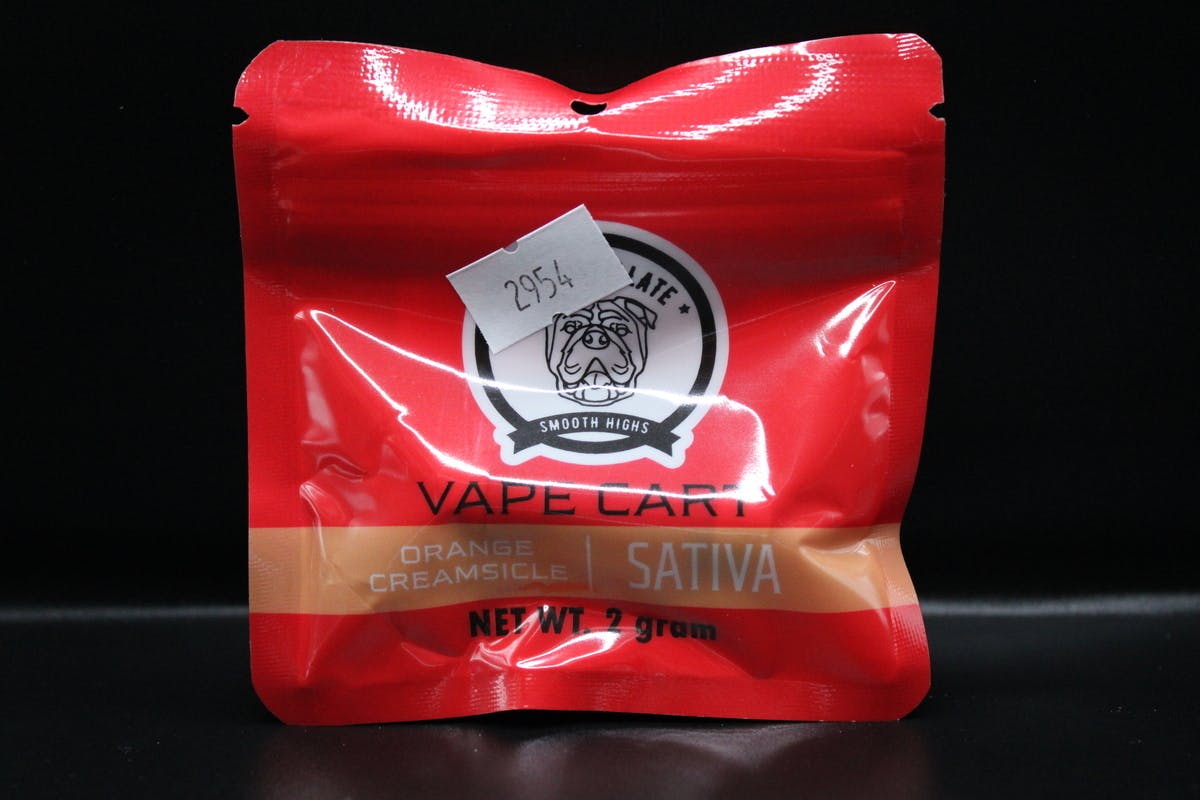 2954
SMOOTH HIGHS
VAPE CART
ORANGE
CREAMSICLE
SATIVA
NET WT. 2 gram